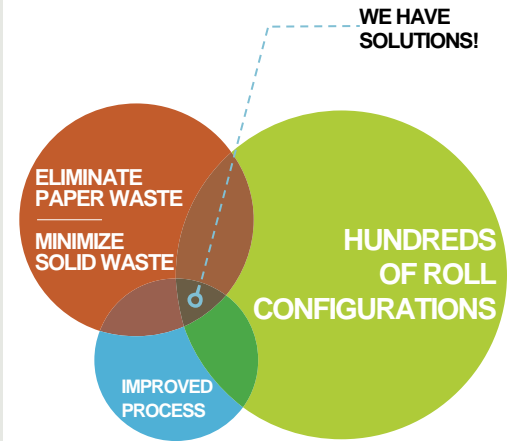 WE HAVE
SOLUTIONS!
ELIMINATE
PAPER WASTE
MINIMIZE
SOLID WASTE
HUNDREDS
OF ROLL
CONFIGURATIONS
IMPROVED
PROCESS